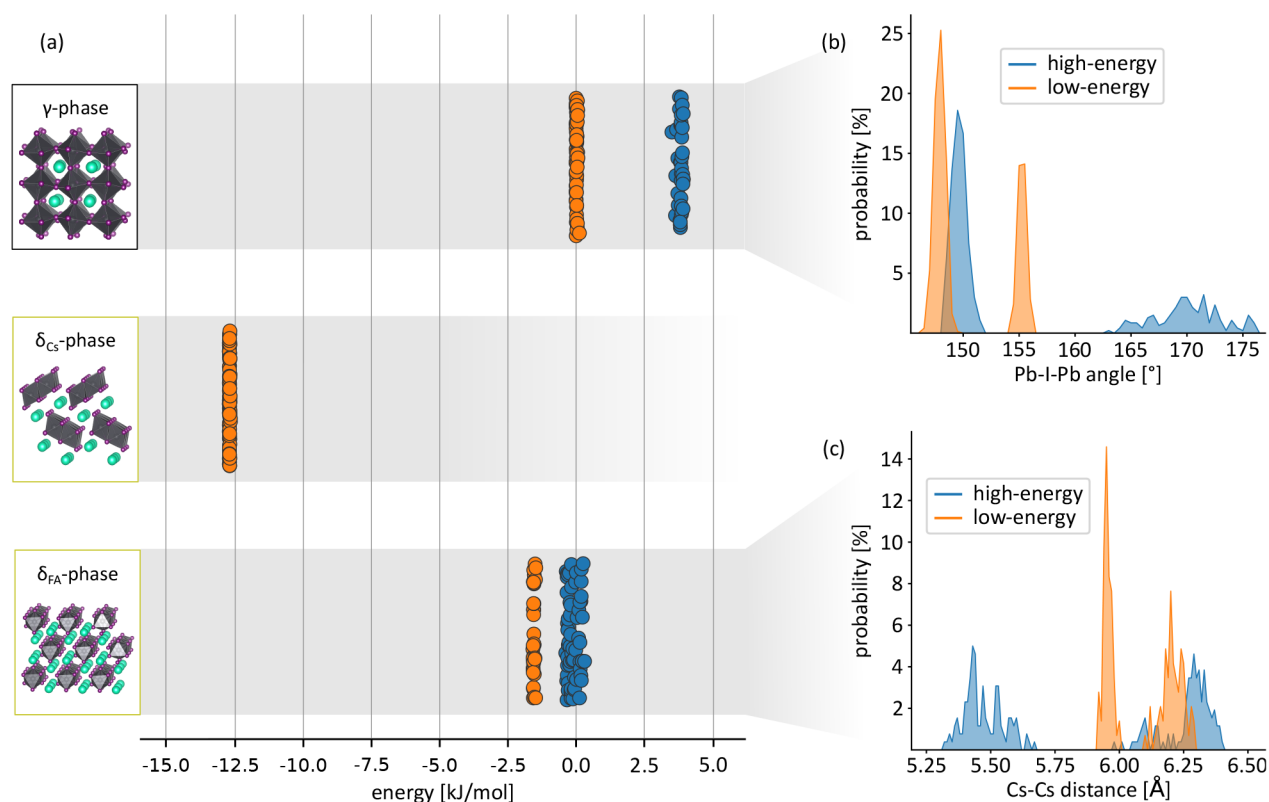 (a)
γ-phase
δCs-phase
δFA-phase
-15.0 -12.5 -10.0 -7.5 -5.0 -2.5 0.0 2.5 5.0
energy [kJ/mol]
(b)
high-energy
low-energy
25
20
15
10
5
probability [%]
150 155 160 165 170 175
Pb-I-Pb angle [°]
(c)
high-energy
low-energy
14
12
10
8
6
4
2
probability [%]
5.25 5.50 5.75 6.00 6.25 6.50
Cs-Cs distance [Å]